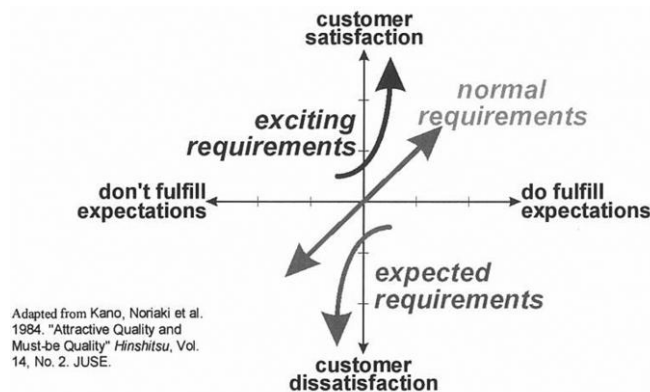 customer
satisfaction
normal
requirements
exciting
requirements
don't fulfill
expectations
do fulfill
expectations
expected
requirements
Adapted from Kano, Noriaki et al.
1984. "Attractive Quality and
Must-be Quality" Hinshitsu, Vol.
14, No. 2. JUSE.
customer
dissatisfaction